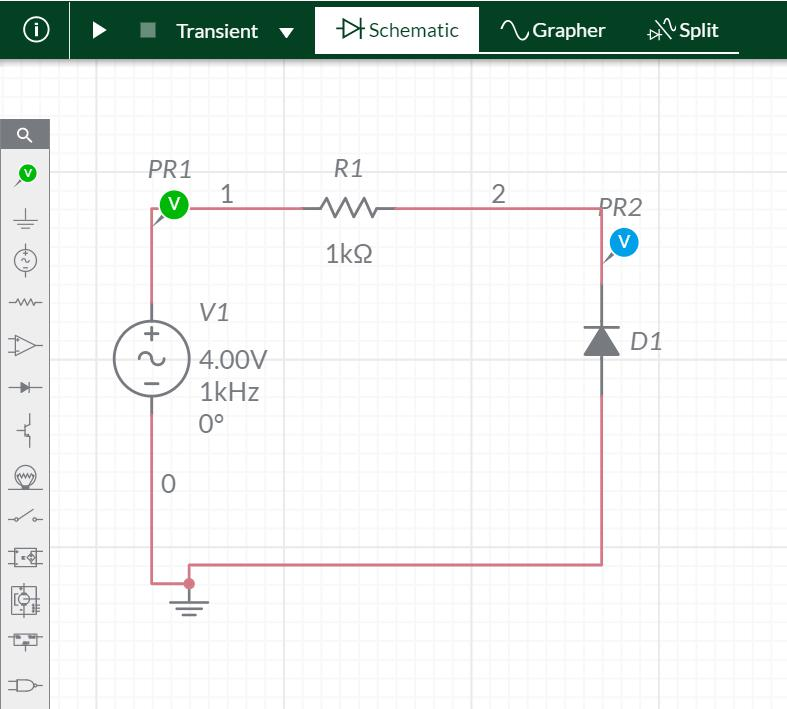 Transient
Schematic
Grapher
Split
V
PR1
R1
1
2
PR2
V
V
1kΩ
V1
4.00V
1kHz
0°
D1
0